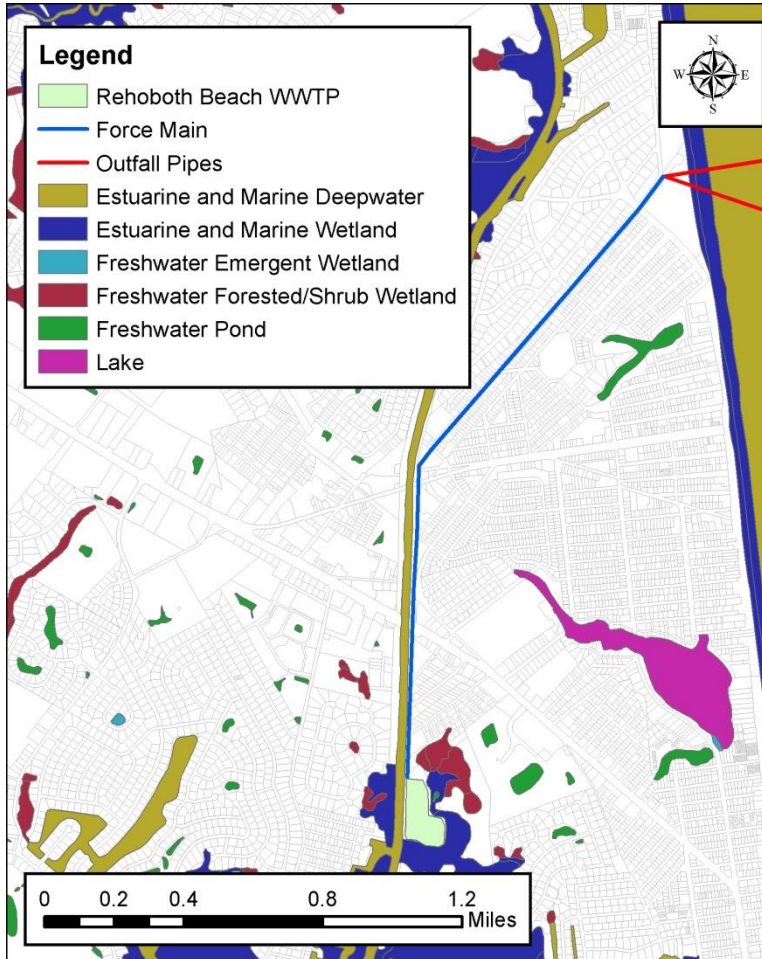 Legend
Rehoboth Beach WWTP
Force Main
Outfall Pipes
Estuarine and Marine Deepwater
Estuarine and Marine Wetland
Freshwater Emergent Wetland
Freshwater Forested/Shrub Wetland
Freshwater Pond
Lake
N
W E
S
0 0.2 0.4 0.8 1.2
Miles